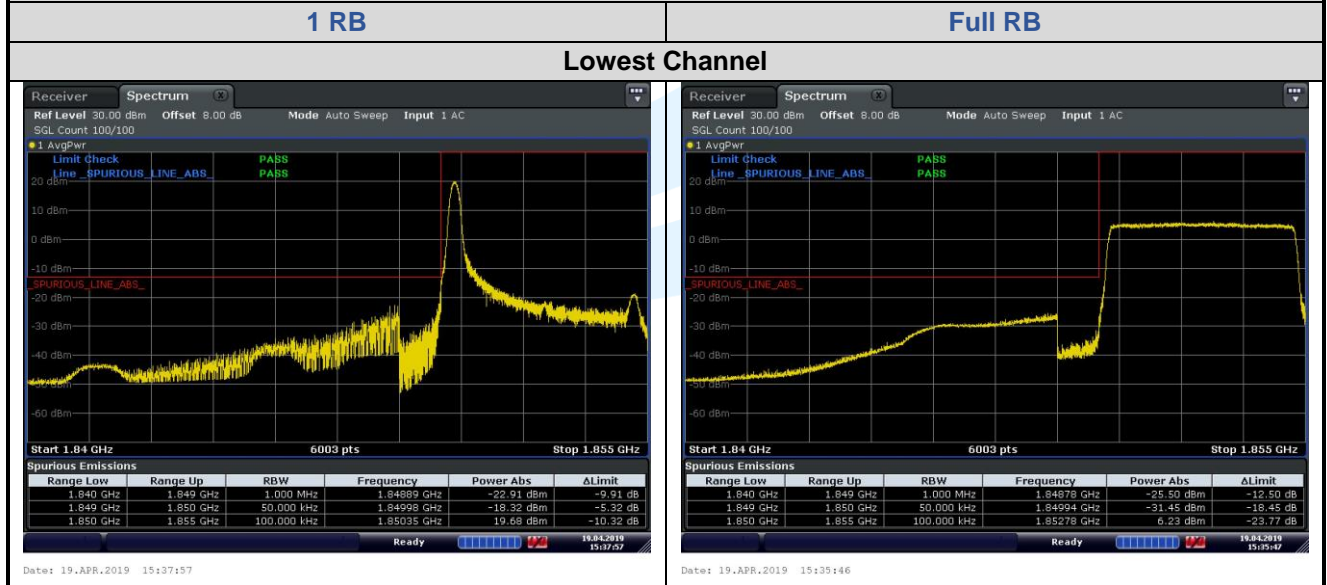 1 RB Full RB
Lowest Channel
Receiver Spectrum X
Ref Level 30.00 dBm Offset 8.00 dB Mode Auto Sweep Input 1 AC
SGL Count 100/100
1 AvgPwr
Limit Check PASS
Line _SPURIOUS_LINE_ABS_ PASS
20 dBm
10 dBm
0 dBm
-10 dBm
_SPURIOUS_LINE_ABS_
-20 dBm
-30 dBm
-40 dBm
-50 dBm
-60 dBm
Start 1.84 GHz 6003 pts Stop 1.855 GHz
Spurious Emissions
Range Low Range Up RBW Frequency Power Abs ΔLimit
1.840 GHz 1.849 GHz 1.000 MHz 1.84889 GHz -22.91 dBm -9.91 dB
1.849 GHz 1.850 GHz 50.000 kHz 1.84998 GHz -18.32 dBm -5.32 dB
1.850 GHz 1.855 GHz 100.000 kHz 1.85035 GHz 19.68 dBm -10.32 dB
Ready 19.04.2019
15:37:57
Date: 19.APR.2019 15:37:57
Receiver Spectrum X
Ref Level 30.00 dBm Offset 8.00 dB Mode Auto Sweep Input 1 AC
SGL Count 100/100
1 AvgPwr
Limit Check PASS
Line _SPURIOUS_LINE_ABS_ PASS
20 dBm
10 dBm
0 dBm
-10 dBm
_SPURIOUS_LINE_ABS_
-20 dBm
-30 dBm
-40 dBm
-50 dBm
-60 dBm
Start 1.84 GHz 6003 pts Stop 1.855 GHz
Spurious Emissions
Range Low Range Up RBW Frequency Power Abs ΔLimit
1.840 GHz 1.849 GHz 1.000 MHz 1.84878 GHz -25.50 dBm -12.50 dB
1.849 GHz 1.850 GHz 50.000 kHz 1.84994 GHz -31.45 dBm -18.45 dB
1.850 GHz 1.855 GHz 100.000 kHz 1.85278 GHz 6.23 dBm -23.77 dB
Ready 19.04.2019
15:35:47
Date: 19.APR.2019 15:35:46